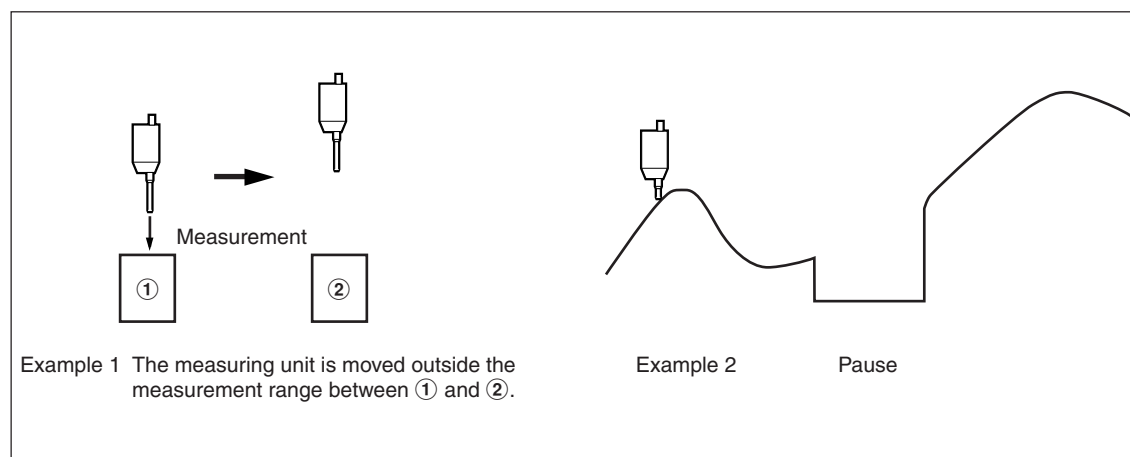 Measurement
① ②
Example 1 The measuring unit is moved outside the
measurement range between ① and ②.
Example 2 Pause